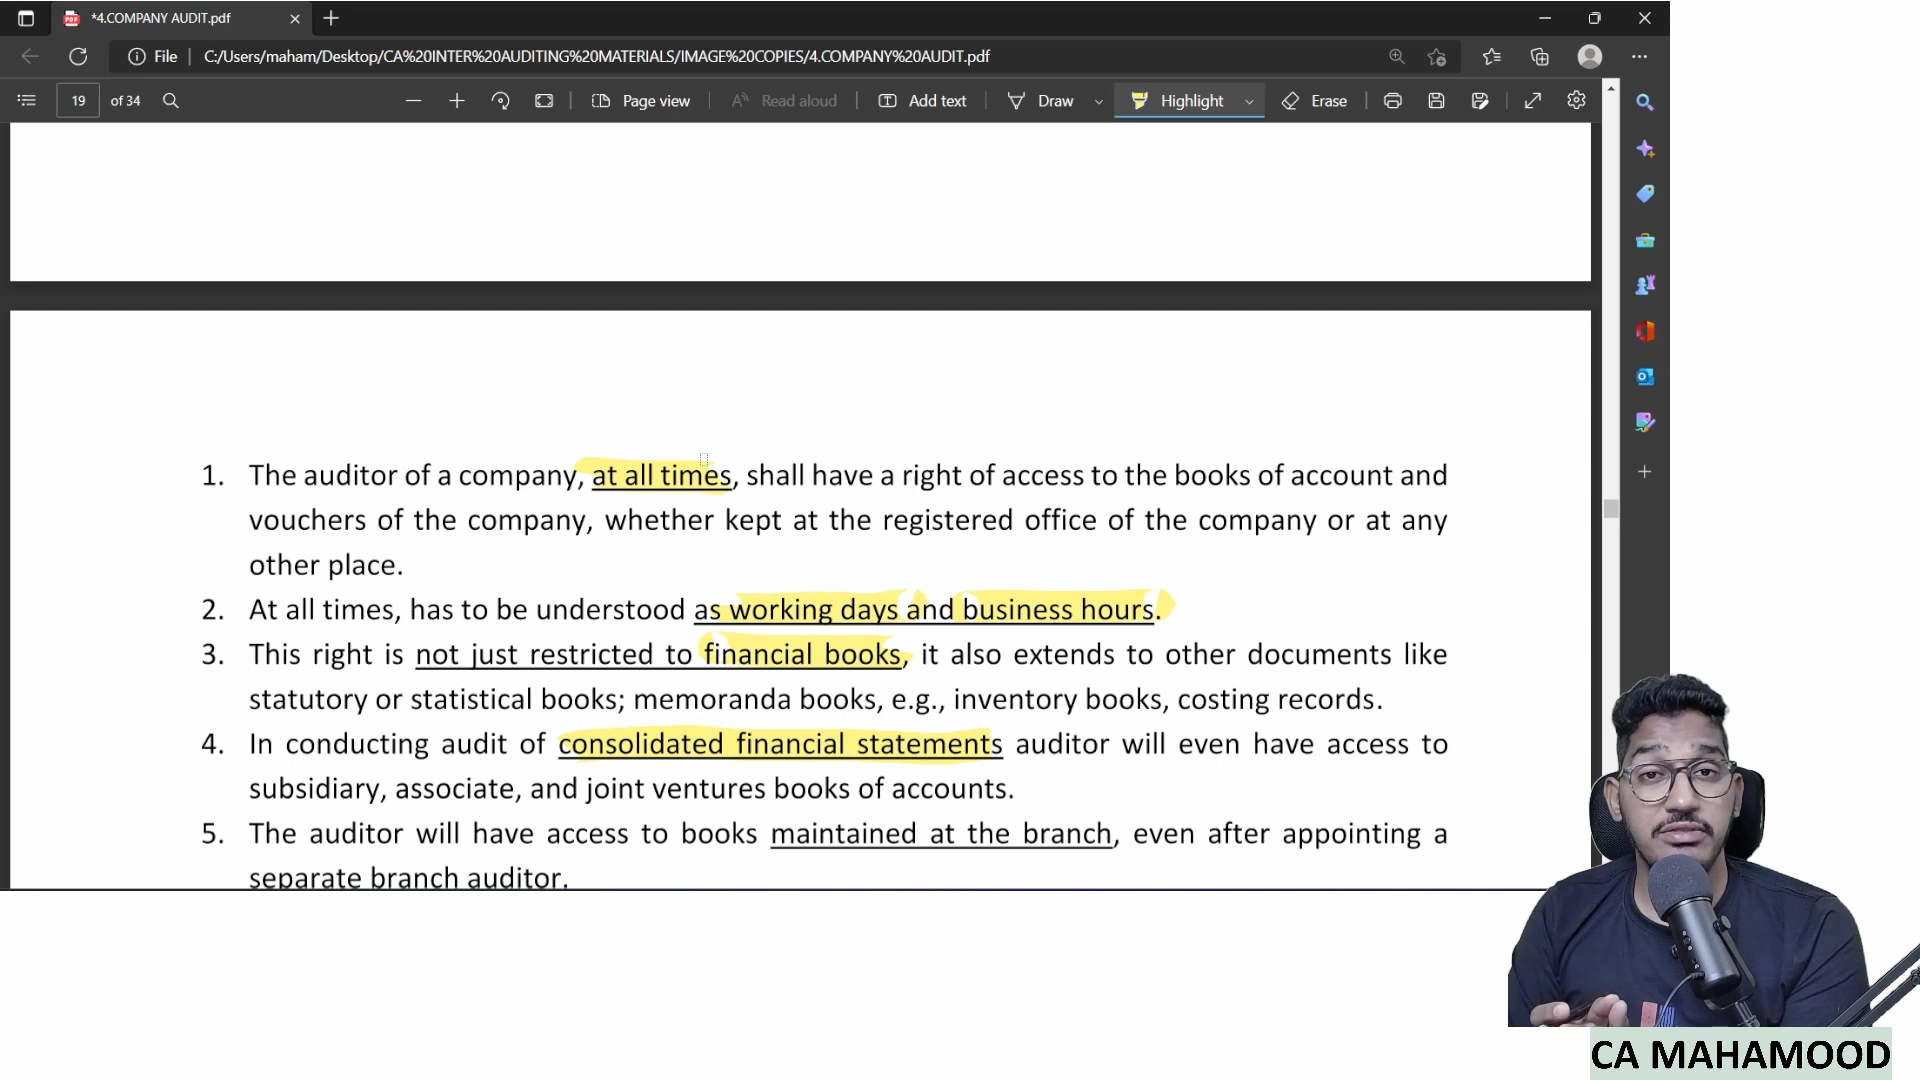 *4.COMPANY AUDIT.pdf
File C:/Users/maham/Desktop/CA%20INTER%20AUDITING%20MATERIALS/IMAGE%20COPIES/4.COMPANY%20AUDIT.pdf
19 of 34 Page view Read aloud Add text Draw Highlight Erase
1. The auditor of a company, at all times, shall have a right of access to the books of account and
vouchers of the company, whether kept at the registered office of the company or at any
other place.
2. At all times, has to be understood as working days and business hours.
3. This right is not just restricted to financial books, it also extends to other documents like
statutory or statistical books; memoranda books, e.g., inventory books, costing records.
4. In conducting audit of consolidated financial statements auditor will even have access to
subsidiary, associate, and joint ventures books of accounts.
5. The auditor will have access to books maintained at the branch, even after appointing a
separate branch auditor.
CA MAHAMOOD